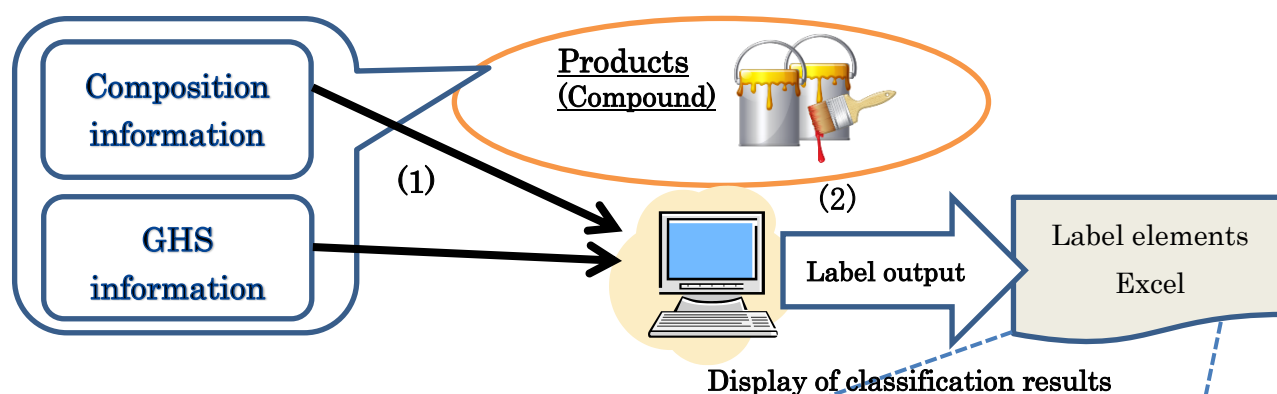 Composition
information
GHS
information
(1)
Products
(Compound)
(2)
Label output
Label elements
Excel
Display of classification results